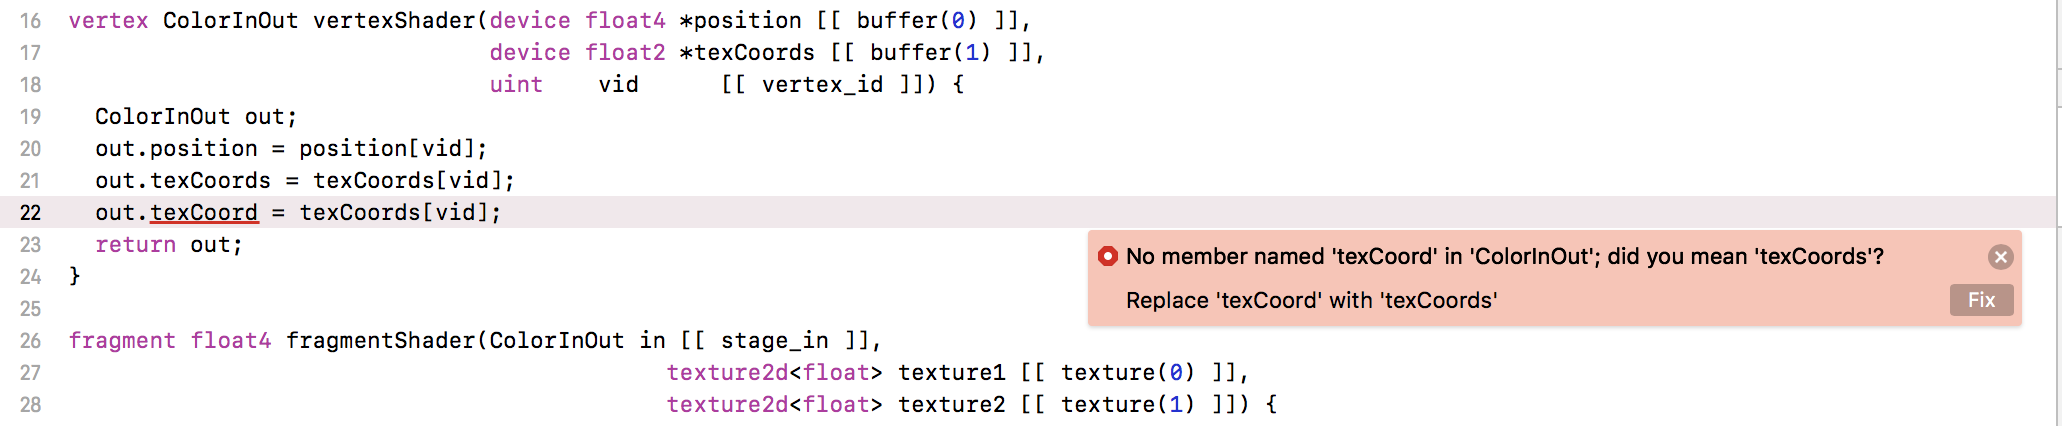 16 vertex ColorInOut vertexShader(device float4 *position [[ buffer(0) ]],
17 device float2 *texCoords [[ buffer(1) ]],
18 uint vid [[ vertex_id ]]) {
19 ColorInOut out;
20 out.position = position[vid];
21 out.texCoords = texCoords[vid];
22 out.texCoord = texCoords[vid];
23 return out;
No member named 'texCoord' in 'ColorInOut'; did you mean 'texCoords'?
24 }
Replace 'texCoord' with 'texCoords' Fix
25
26 fragment float4 fragmentShader(ColorInOut in [[ stage_in ]],
27 texture2d<float> texture1 [[ texture(0) ]],
28 texture2d<float> texture2 [[ texture(1) ]]) {